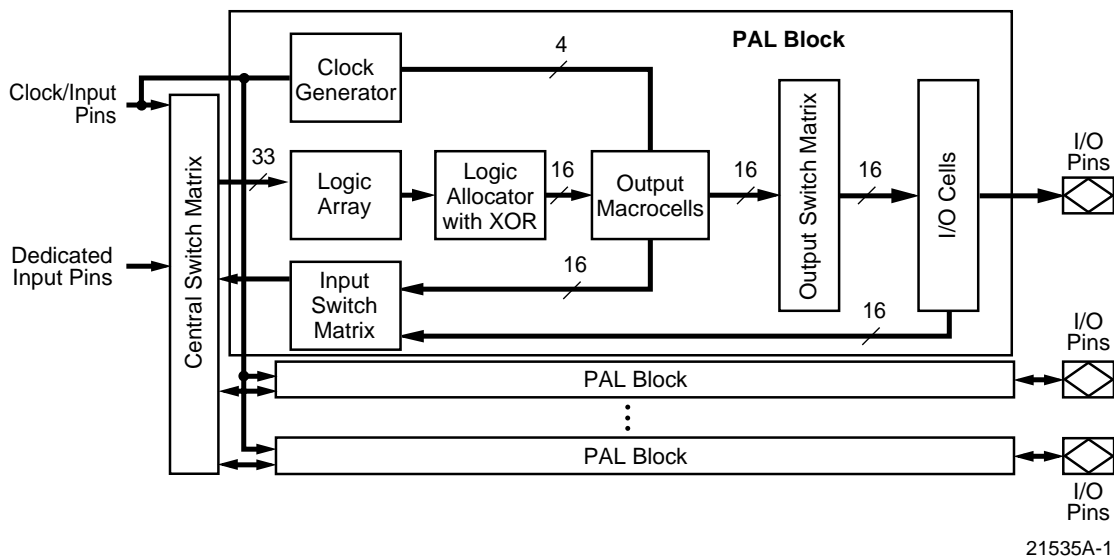 PAL Block
4
Clock
Generator
Clock/Input
Pins
Central Switch Matrix
33
Logic
Array
Logic
Allocator
with XOR
16
Output
Macrocells
16
Output Switch Matrix
16
I/O Cells
I/O
Pins
Dedicated
Input Pins
Input
Switch
Matrix
16
16
I/O
Pins
PAL Block
PAL Block
I/O
Pins
21535A-1